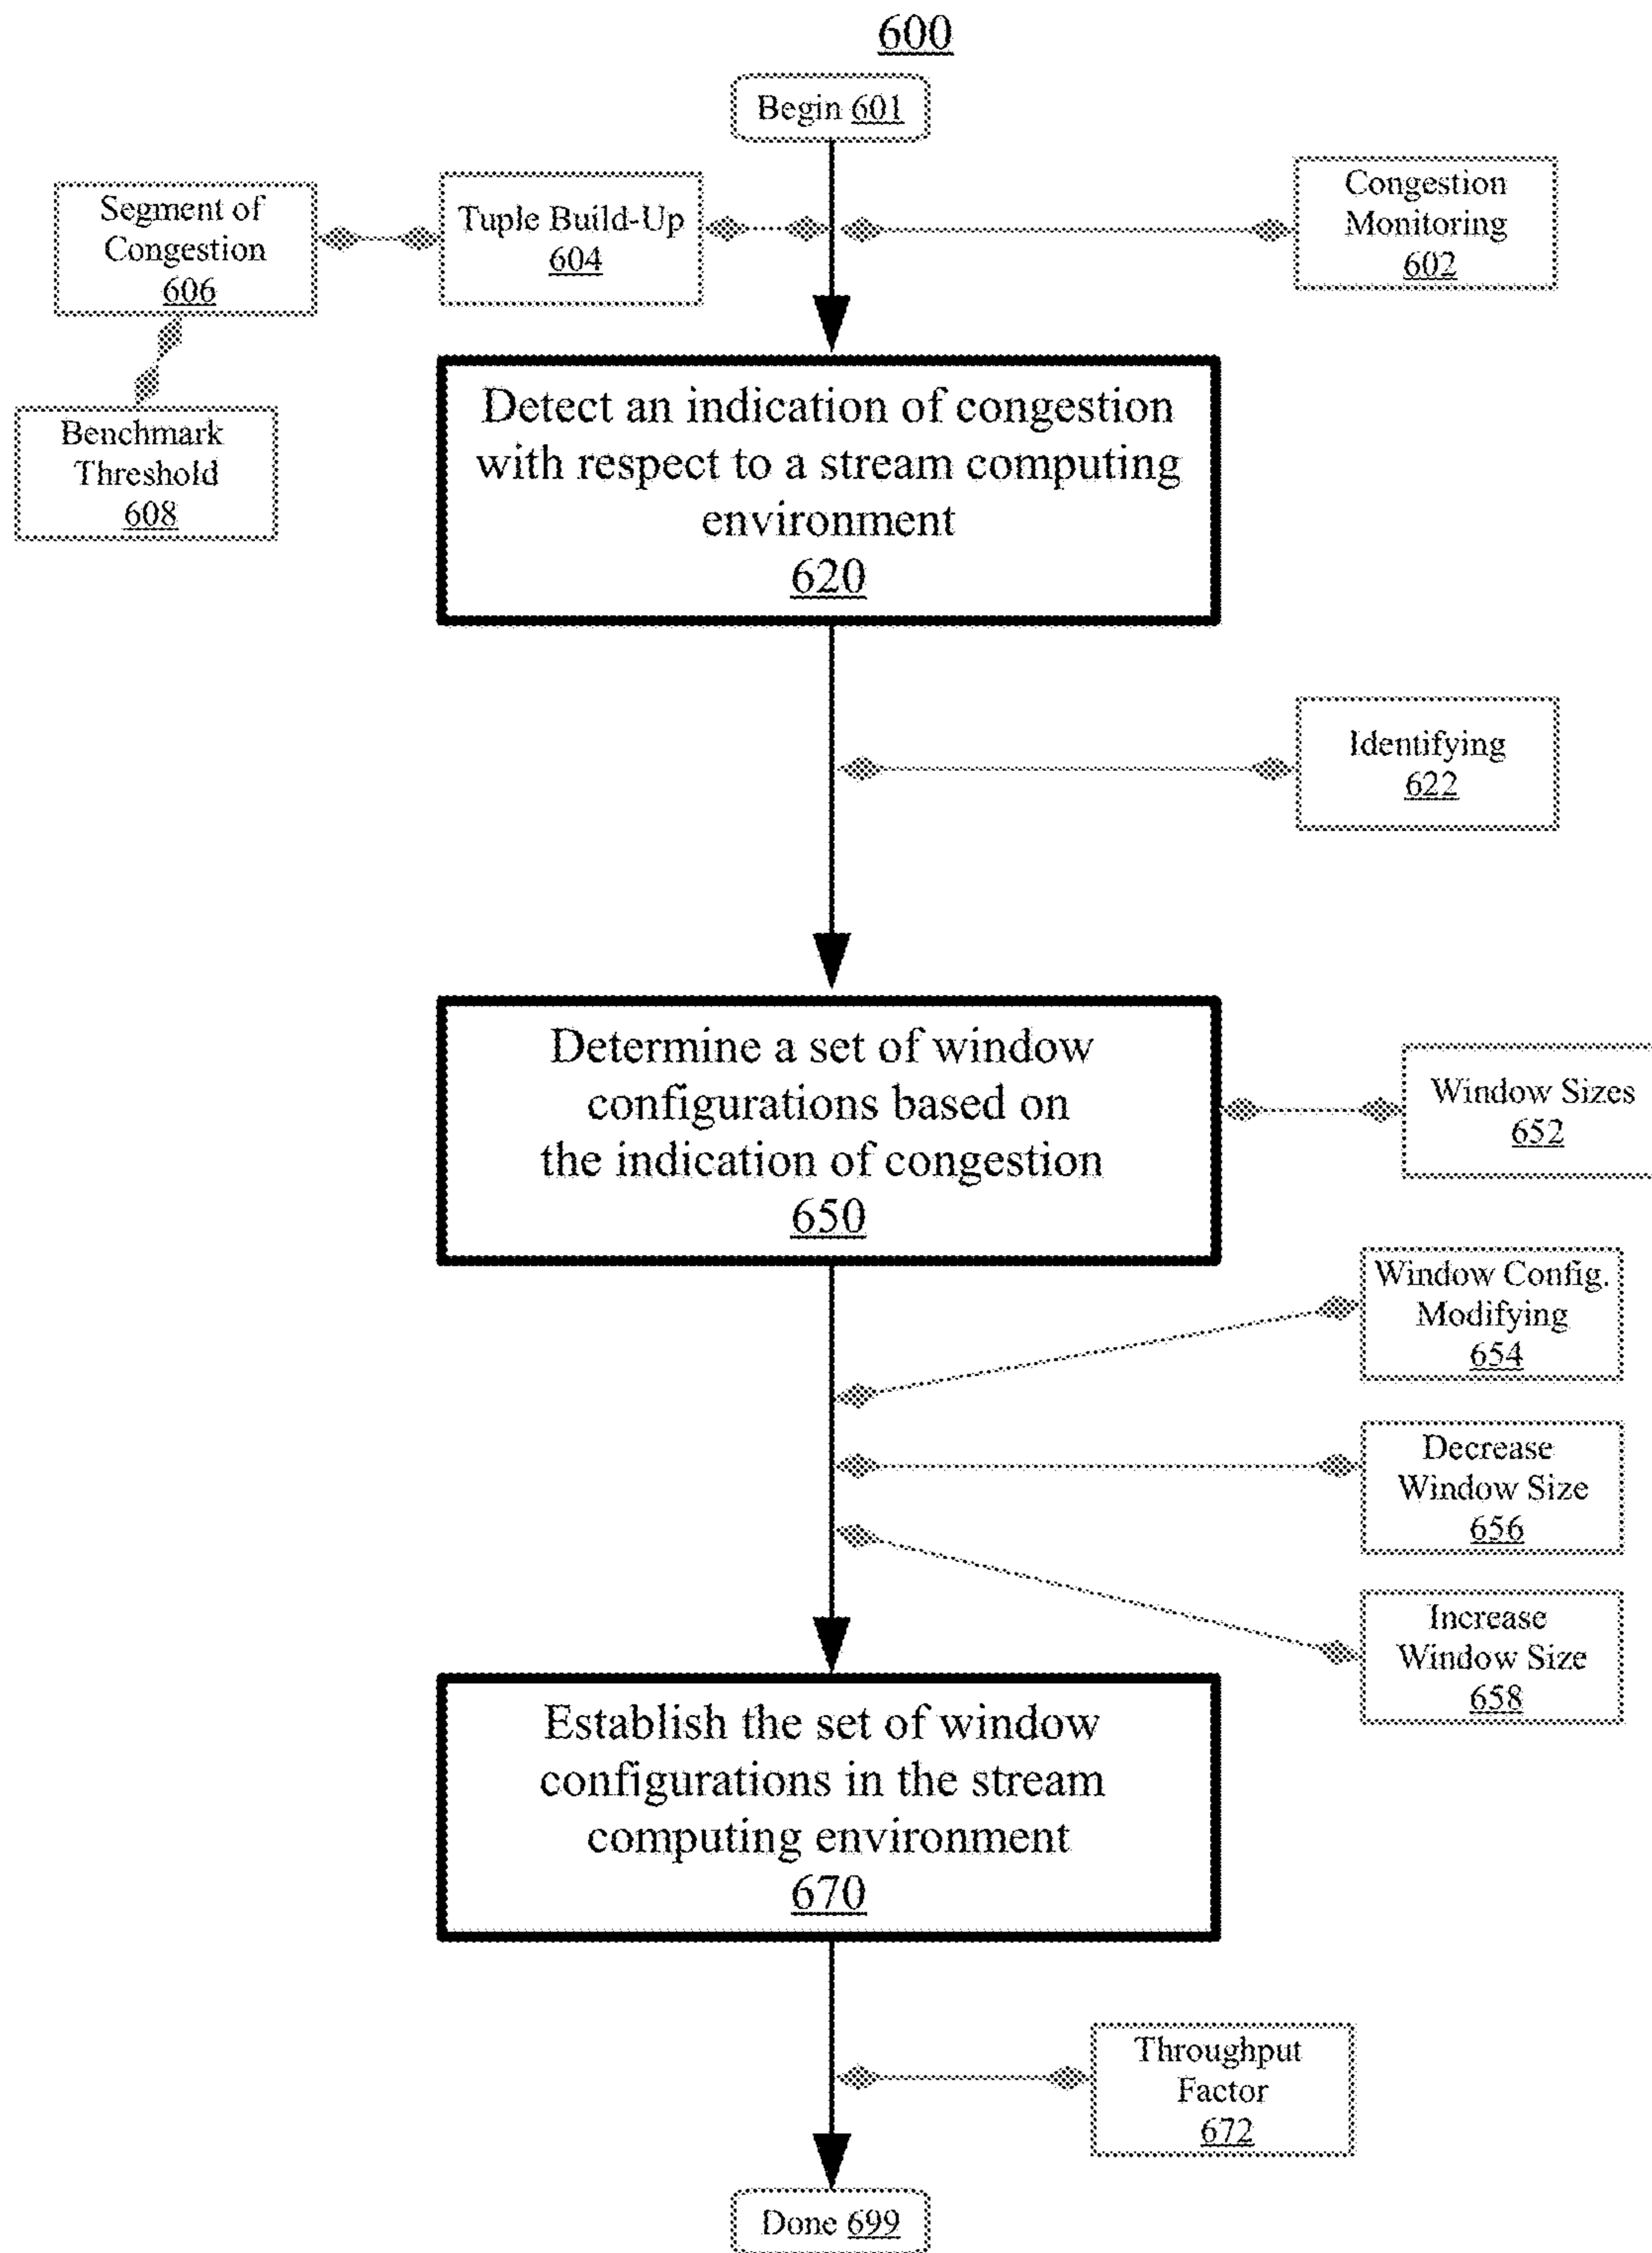 600
Begin 601
Congestion
Monitoring
602
Tuple Build-Up
604
Segment of
Congestion
606
Benchmark
Threshold
608
Detect an indication of congestion
with respect to a stream computing
environment
620
Identifying
622
Determine a set of window
configurations based on
the indication of congestion
650
Window Sizes
652
Window Config.
Modifying
654
Decrease
Window Size
656
Increase
Window Size
658
Establish the set of window
configurations in the stream
computing environment
670
Throughput
Factor
672
Done 699